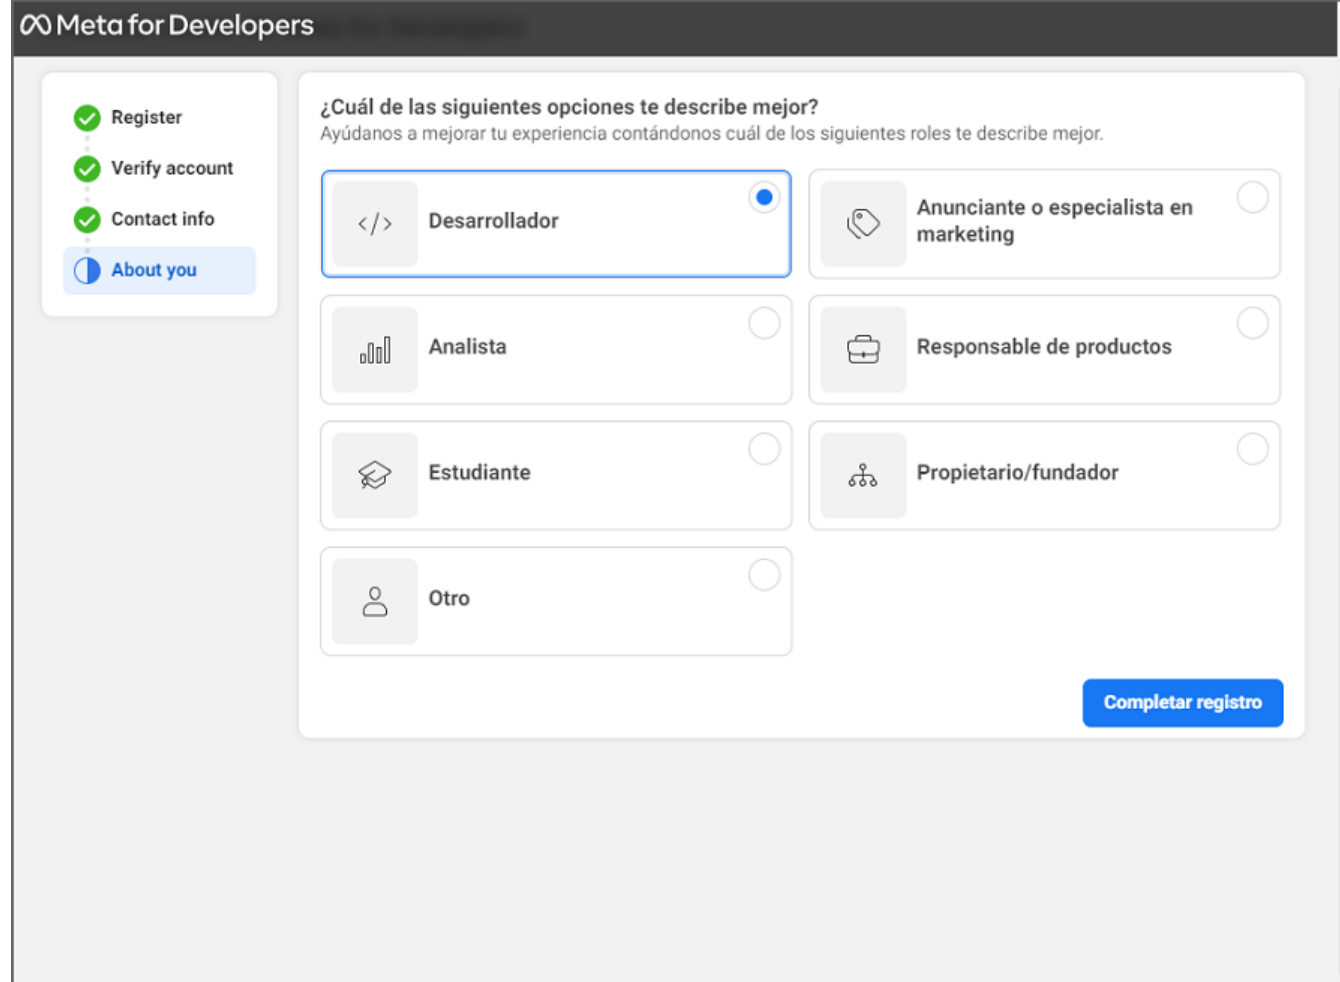 Meta for Developers
Register
Verify account
Contact info
About you
¿Cuál de las siguientes opciones te describe mejor?
Ayúdanos a mejorar tu experiencia contándonos cuál de los siguientes roles te describe mejor.
Desarrollador
Anunciante o especialista en
marketing
Analista
Responsable de productos
Estudiante
Propietario/fundador
Otro
Completar registro